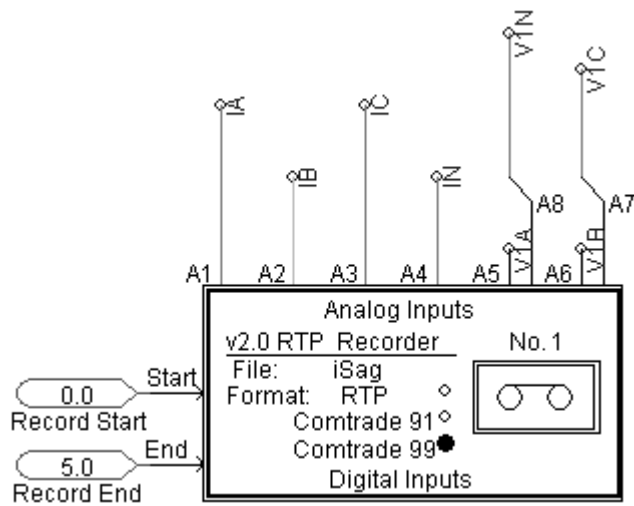 V1N
V1C
IA
IC
IB
IN
A8
A7
V1A
V1B
A1
A2
A3
A4
A5
A6
Analog Inputs
v2.0 RTP Recorder
No. 1
File: iSag
Start
Format: RTP
0.0
Record Start
Comtrade 91
End
Comtrade 99
5.0
Digital Inputs
Record End